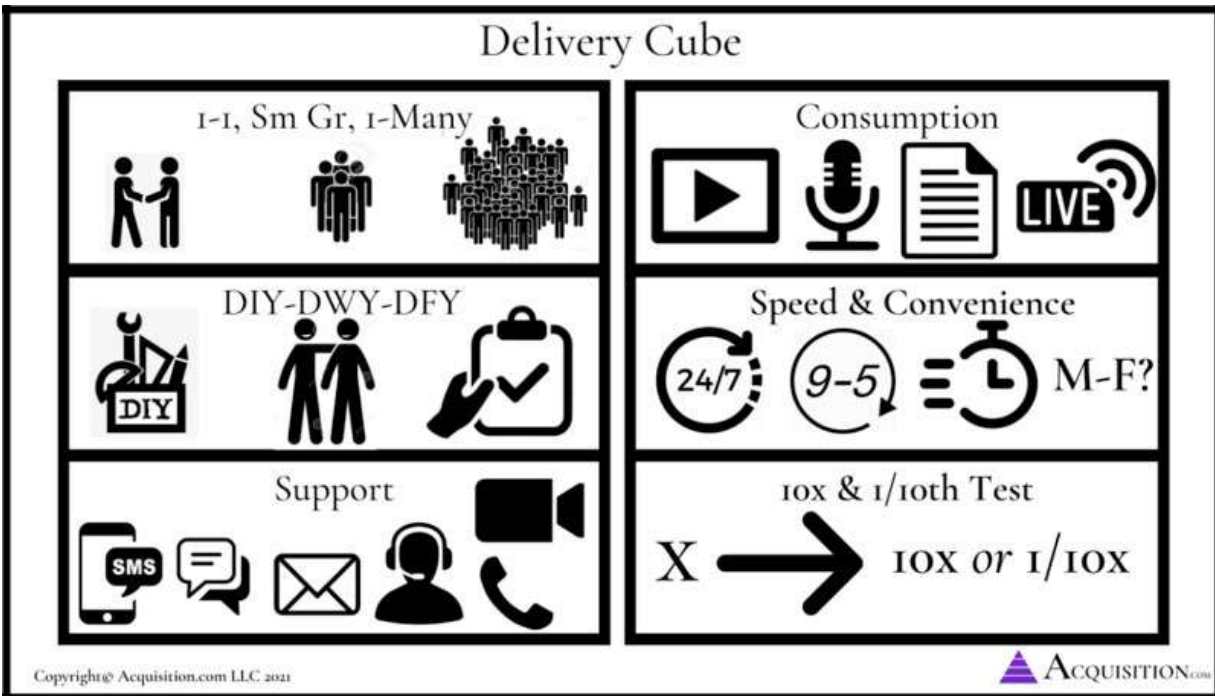 Delivery Cube
1-1, Sm Gr, 1-Many
DIY-DWY-DFY
DIY
Support
SMS
Consumption
LIVE
Speed & Convenience
24/7
9-5
M-F?
10x & 1/10th Test
X
10x or 1/10x
Copyright© Acquisition.com LLC 2021
ACQUISITION.COM